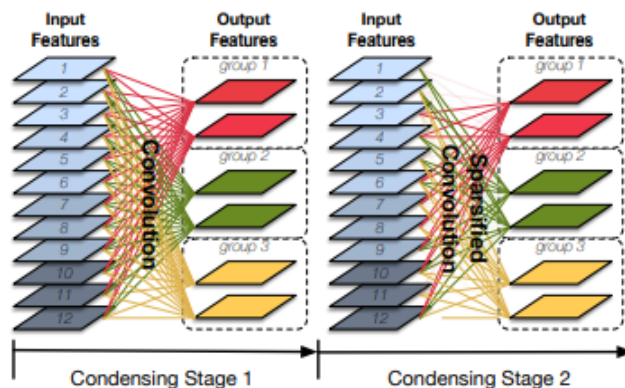 Input
Features
Output
Features
1
2
3
4
5
6
7
8
9
10
11
12
Convolution
group 1
group 2
group 3
Condensing Stage 1
Input
Features
Output
Features
1
2
3
4
5
6
7
8
9
10
11
12
Sparsified
Convolution
group 1
group 2
group 3
Condensing Stage 2